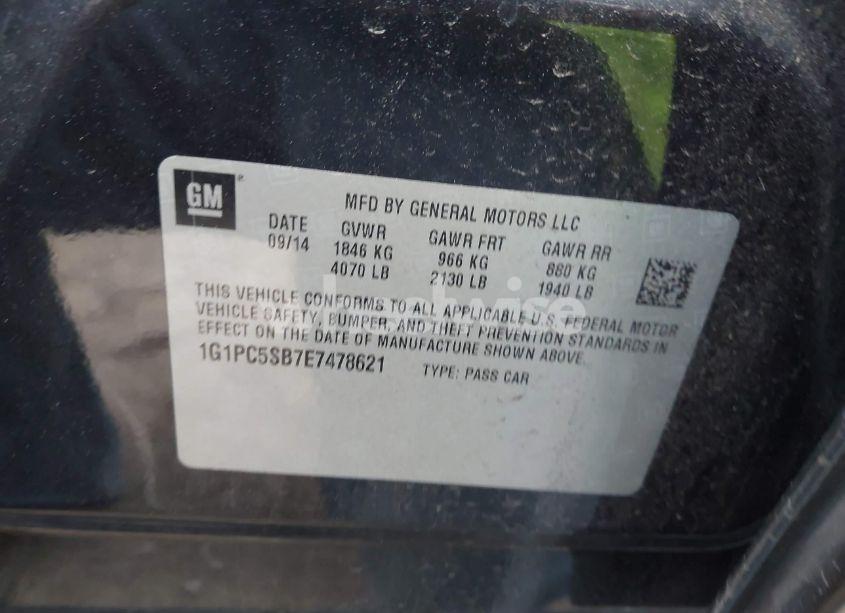 GM
MFD BY GENERAL MOTORS LLC
DATE GVWR GAWR FRT GAWR RR
09/14 1846 KG 966 KG 880 KG
4070 LB 2130 LB 1940 LB
THIS VEHICLE CONFORMS TO ALL APPLICABLE U.S. FEDERAL MOTOR
VEHICLE SAFETY, BUMPER, AND THEFT PREVENTION STANDARDS IN
EFFECT ON THE DATE OF MANUFACTURE SHOWN ABOVE.
1G1PC5SB7E7478621 TYPE: PASS CAR